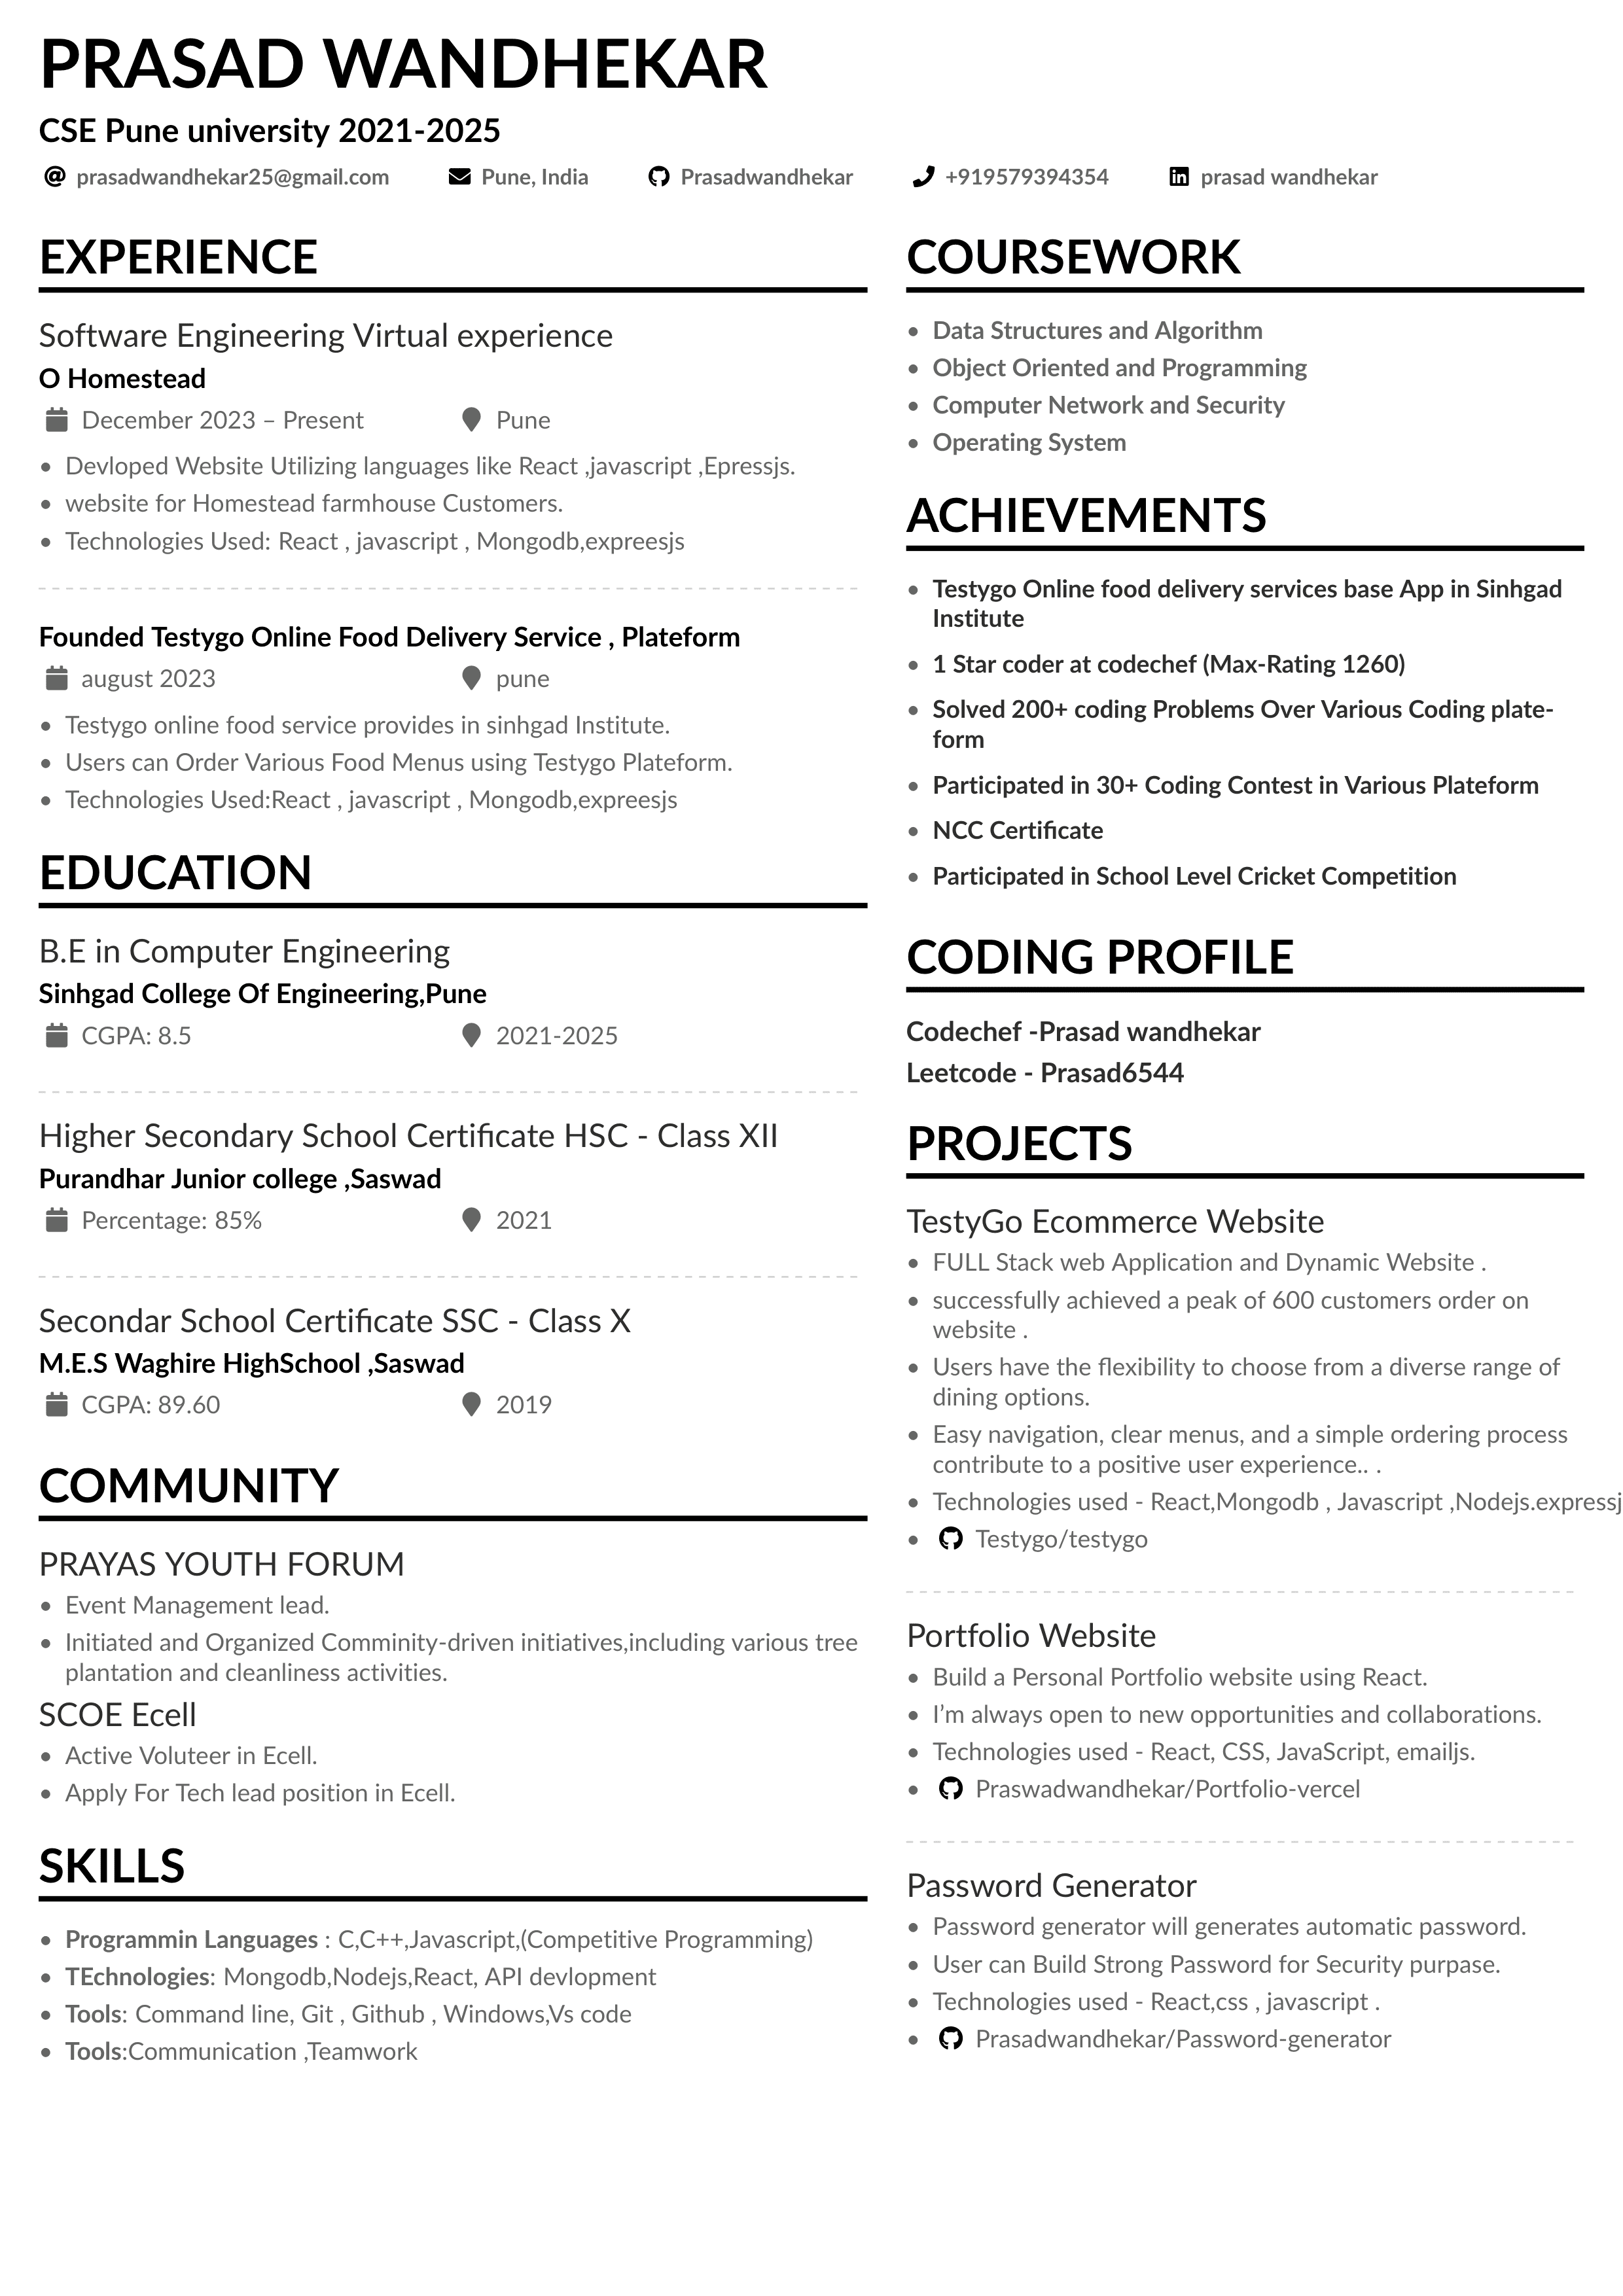 PRASAD WANDHEKAR
CSE Pune university 2021-2025
prasadwandhekar25@gmail.com Pune, India Prasadwandhekar +919579394354 prasad wandhekar
EXPERIENCE
Software Engineering Virtual experience
O Homestead
December 2023 – Present Pune
• Devloped Website Utilizing languages like React ,javascript ,Epressjs.
• website for Homestead farmhouse Customers.
• Technologies Used: React , javascript , Mongodb,expreesjs
Founded Testygo Online Food Delivery Service , Plateform
august 2023 pune
• Testygo online food service provides in sinhgad Institute.
• Users can Order Various Food Menus using Testygo Plateform.
• Technologies Used:React , javascript , Mongodb,expreesjs
EDUCATION
B.E in Computer Engineering
Sinhgad College Of Engineering,Pune
CGPA: 8.5 2021-2025
Higher Secondary School Certificate HSC - Class XII
Purandhar Junior college ,Saswad
Percentage: 85% 2021
Secondar School Certificate SSC - Class X
M.E.S Waghire HighSchool ,Saswad
CGPA: 89.60 2019
COMMUNITY
PRAYAS YOUTH FORUM
• Event Management lead.
• Initiated and Organized Comminity-driven initiatives,including various tree
plantation and cleanliness activities.
SCOE Ecell
• Active Voluteer in Ecell.
• Apply For Tech lead position in Ecell.
SKILLS
• Programmin Languages : C,C++,Javascript,(Competitive Programming)
• TEchnologies: Mongodb,Nodejs,React, API devlopment
• Tools: Command line, Git , Github , Windows,Vs code
• Tools:Communication ,Teamwork
COURSEWORK
• Data Structures and Algorithm
• Object Oriented and Programming
• Computer Network and Security
• Operating System
ACHIEVEMENTS
• Testygo Online food delivery services base App in Sinhgad
Institute
• 1 Star coder at codechef (Max-Rating 1260)
• Solved 200+ coding Problems Over Various Coding plate-
form
• Participated in 30+ Coding Contest in Various Plateform
• NCC Certificate
• Participated in School Level Cricket Competition
CODING PROFILE
Codechef -Prasad wandhekar
Leetcode - Prasad6544
PROJECTS
TestyGo Ecommerce Website
• FULL Stack web Application and Dynamic Website .
• successfully achieved a peak of 600 customers order on
website .
• Users have the flexibility to choose from a diverse range of
dining options.
• Easy navigation, clear menus, and a simple ordering process
contribute to a positive user experience.. .
• Technologies used - React,Mongodb , Javascript ,Nodejs.expressj
• Testygo/testygo
Portfolio Website
• Build a Personal Portfolio website using React.
• I’m always open to new opportunities and collaborations.
• Technologies used - React, CSS, JavaScript, emailjs.
• Praswadwandhekar/Portfolio-vercel
Password Generator
• Password generator will generates automatic password.
• User can Build Strong Password for Security purpase.
• Technologies used - React,css , javascript .
• Prasadwandhekar/Password-generator